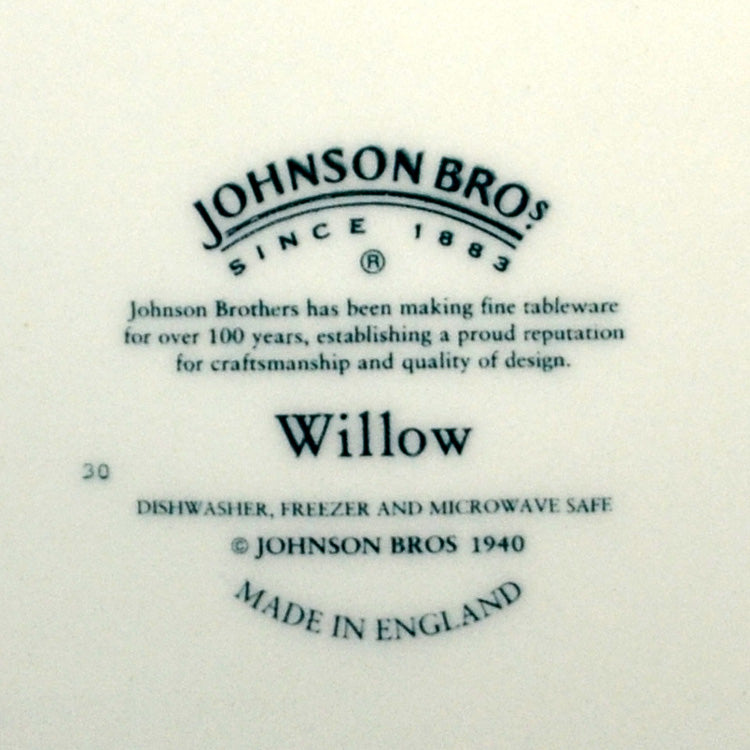 JOHNSON BROS.
SINCE 1883
®
Johnson Brothers has been making fine tableware
for over 100 years, establishing a proud reputation
for craftsmanship and quality of design.
Willow
30
DISHWASHER, FREEZER AND MICROWAVE SAFE
© JOHNSON BROS 1940
MADE IN ENGLAND